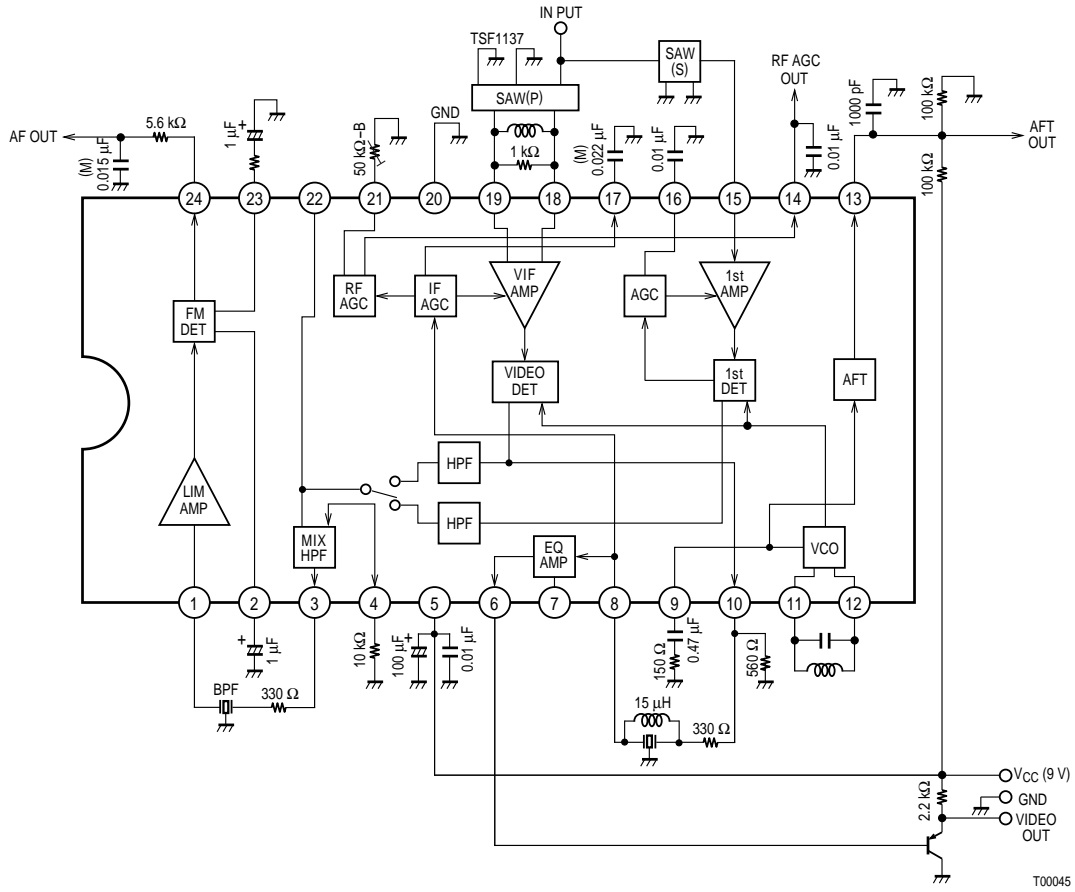 IN PUT
TSF1137
SAW
(S)
RF AGC
OUT
SAW(P)
1000 pF
100 kΩ
AF OUT
5.6 kΩ
(M)
0.015 µF
1 µF
+
50 kΩ–B
GND
1 kΩ
(M)
0.022 µF
0.01 µF
0.01 µF
AFT
OUT
100 kΩ
24
23
22
21
20
19
18
17
16
15
14
13
RF
AGC
IF
AGC
VIF
AMP
AGC
1st
AMP
FM
DET
VIDEO
DET
1st
DET
AFT
HPF
LIM
AMP
HPF
MIX
HPF
EQ
AMP
VCO
1
2
3
4
5
6
7
8
9
10
11
12
+
1 µF
10 kΩ
100 µF
+
0.01 µF
150 Ω
0.47 µF
560 Ω
BPF
330 Ω
15 µH
330 Ω
VCC (9 V)
2.2 kΩ
GND
VIDEO
OUT
T00045